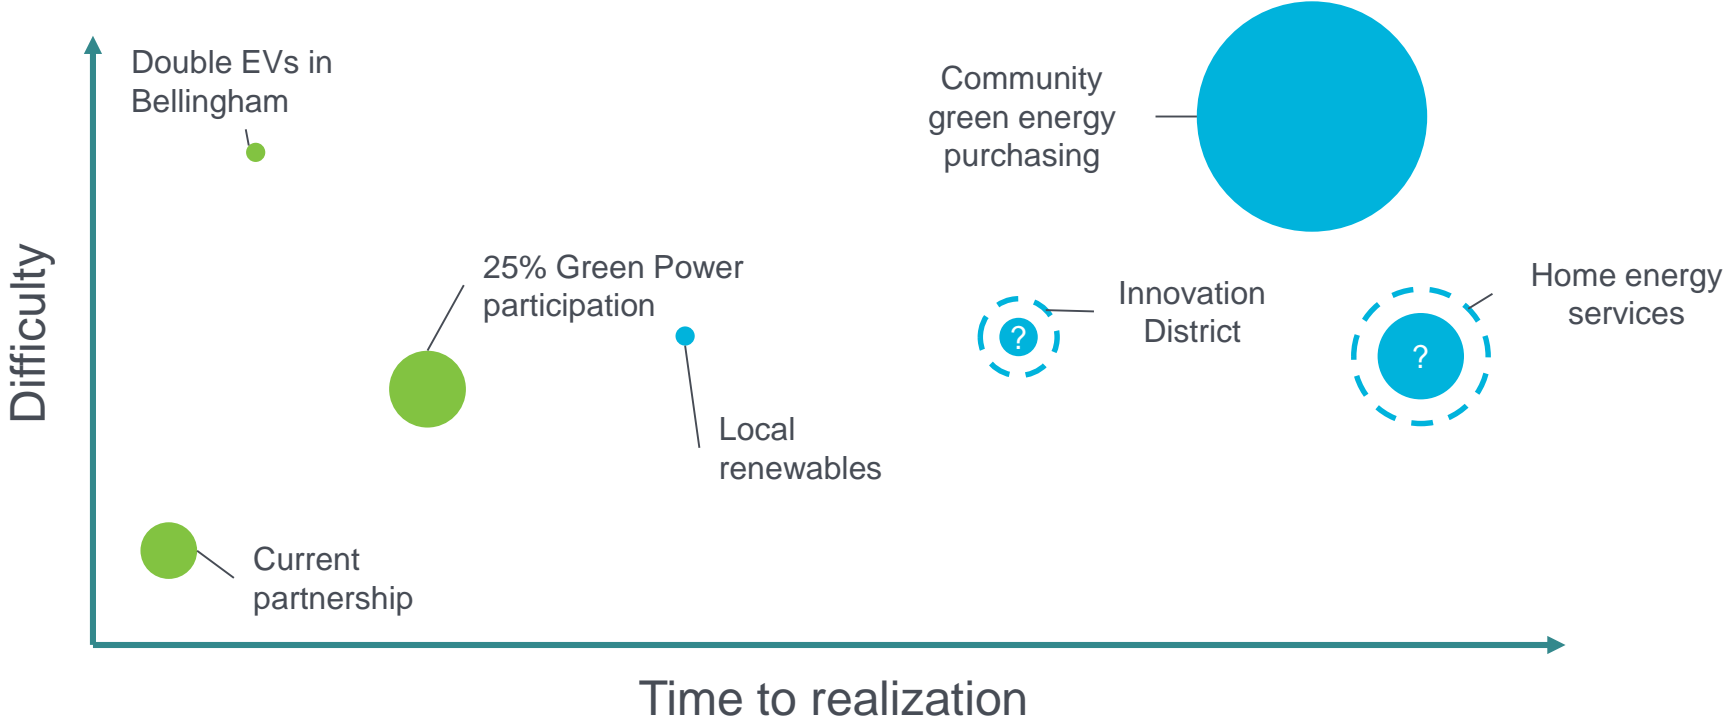 Double EVs in
Bellingham
Community
green energy
purchasing
25% Green Power
participation
Innovation
District
Home energy
services
?
?
Local
renewables
Current
partnership
Difficulty
Time to realization